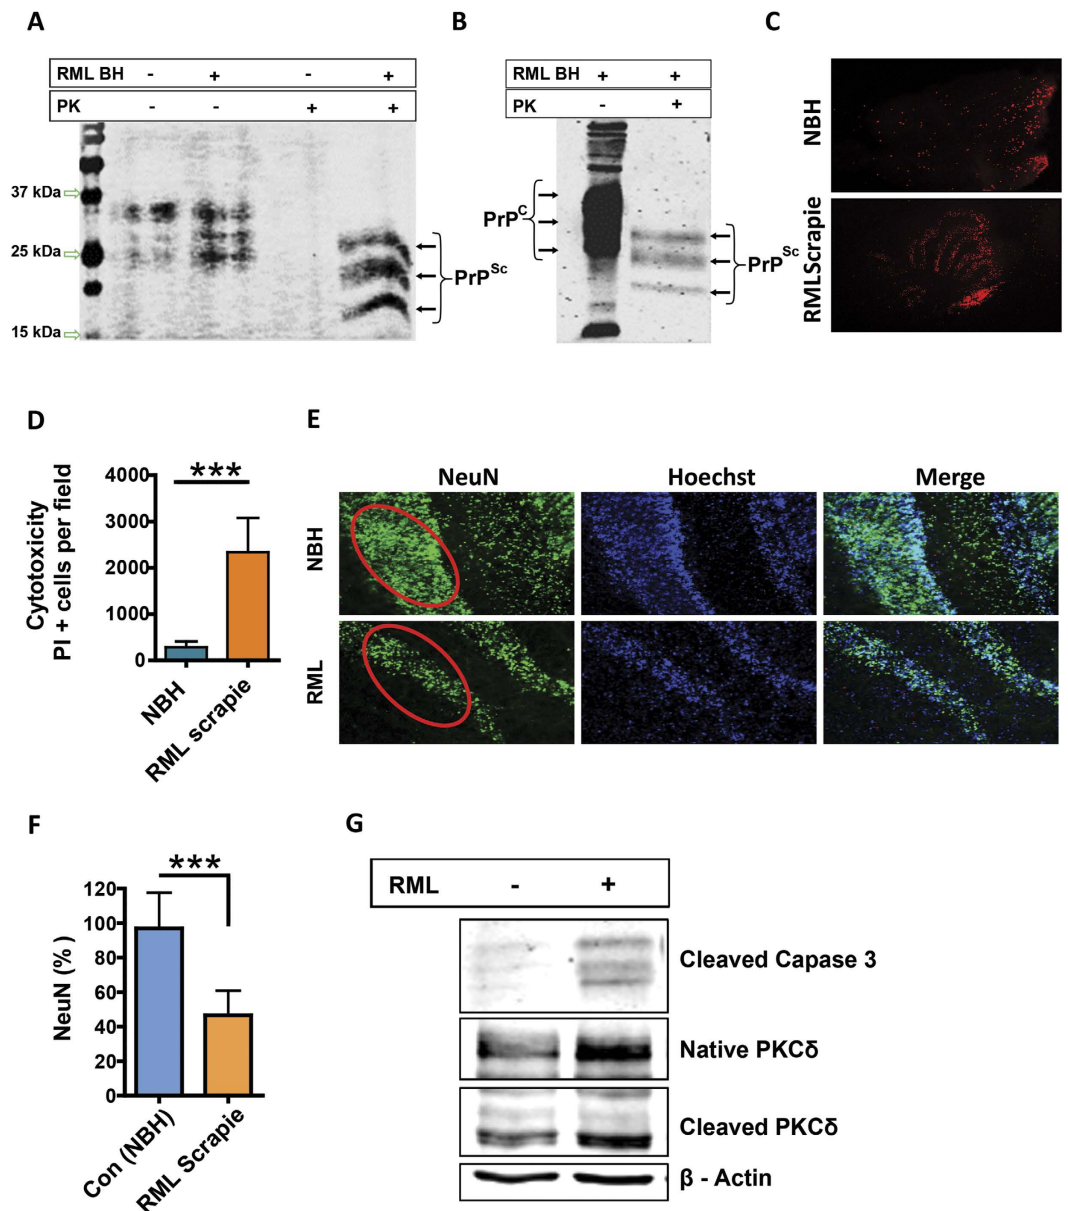 A
RML BH - + - +
PK - - + +
37 kDa
25 kDa
15 kDa
PrPSc
B
RML BH + +
PK - +
PrPC
PrPSc
C
NBH
RMLScrapie
D
Cytotoxicity
PI + cells per field
4000
3000
2000
1000
0
***
NBH
RML scrapie
E
NeuN Hoechst Merge
NBH
RML
F
NeuN (% )
120
100
80
60
40
20
0
***
Con (NBH)
RML Scrapie
G
RML - +
Cleaved Capase 3
Native PKCδ
Cleaved PKCδ
β - Actin